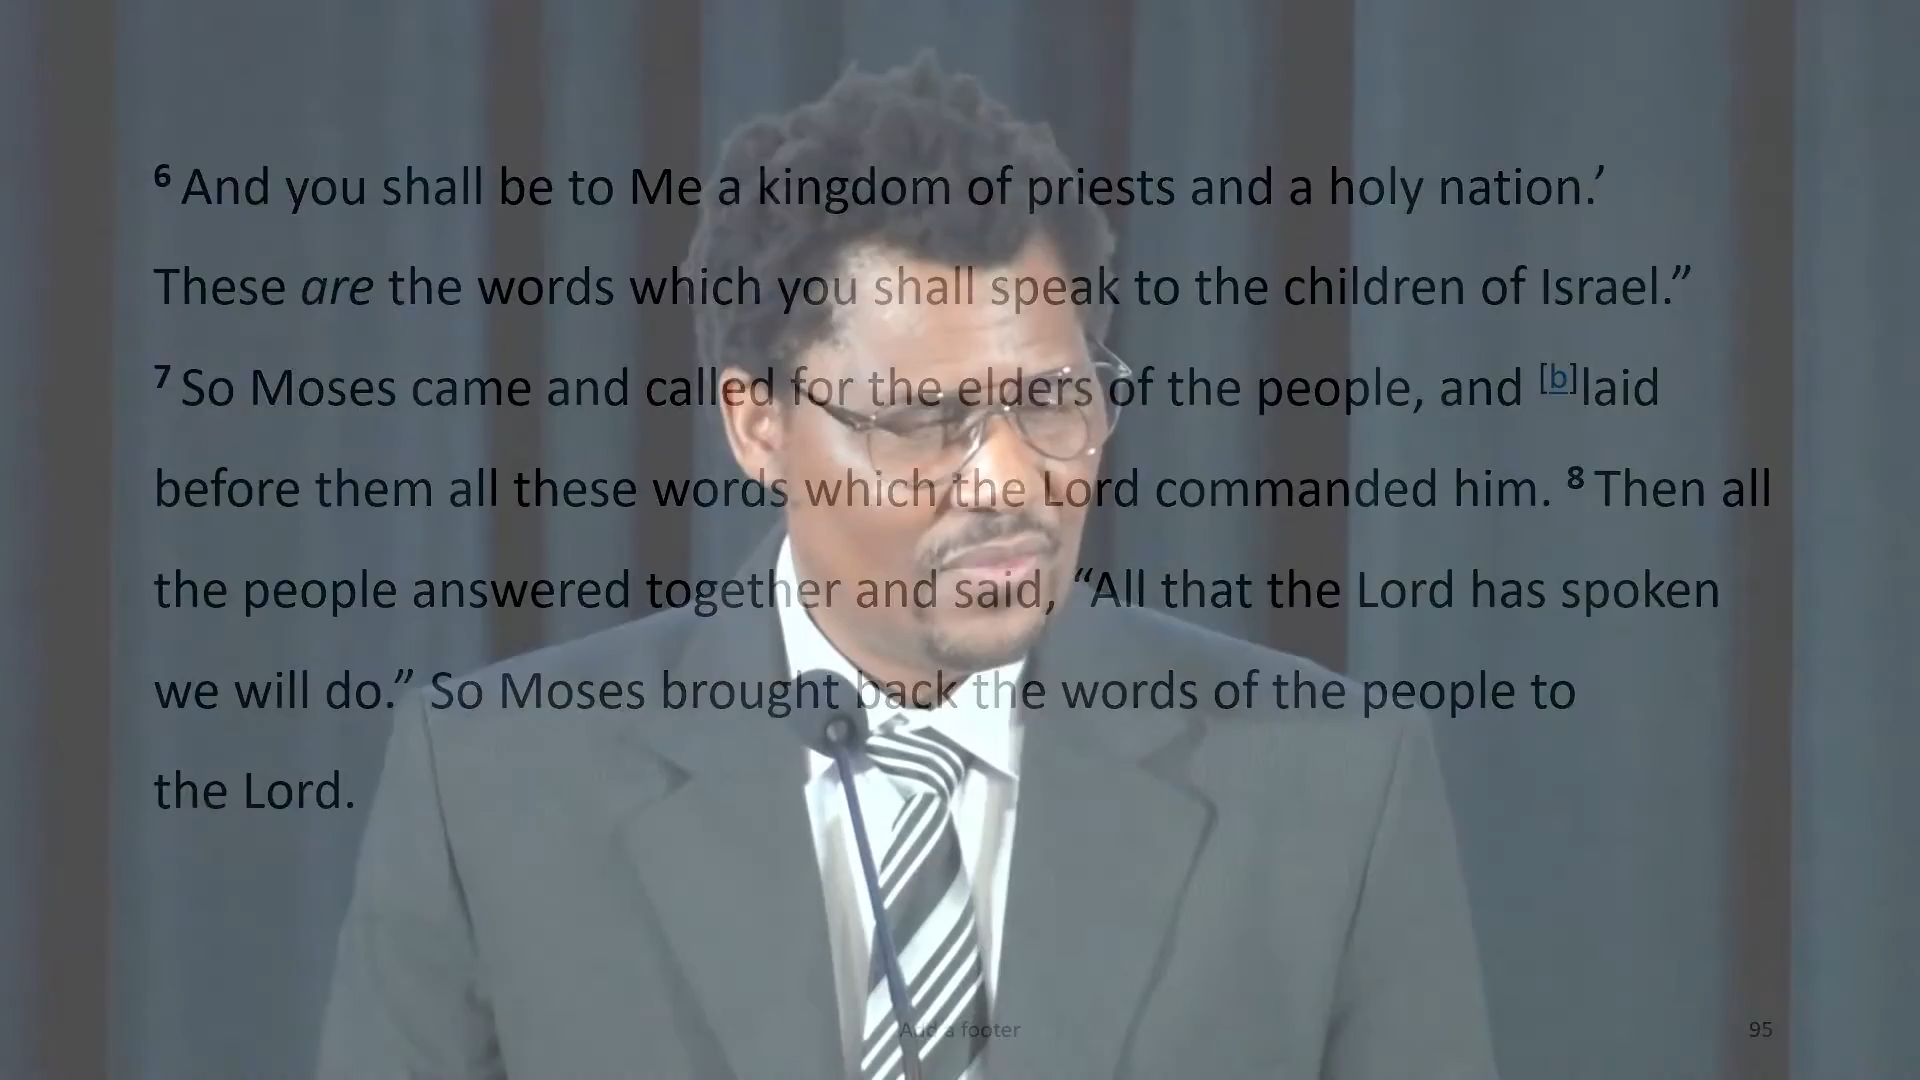 ⁶ And you shall be to Me a kingdom of priests and a holy nation.’
These are the words which you shall speak to the children of Israel.”
⁷ So Moses came and called for the elders of the people, and [b]laid
before them all these words which the Lord commanded him. ⁸ Then all
the people answered together and said, “All that the Lord has spoken
we will do.” So Moses brought back the words of the people to
the Lord.
Add a footer
95